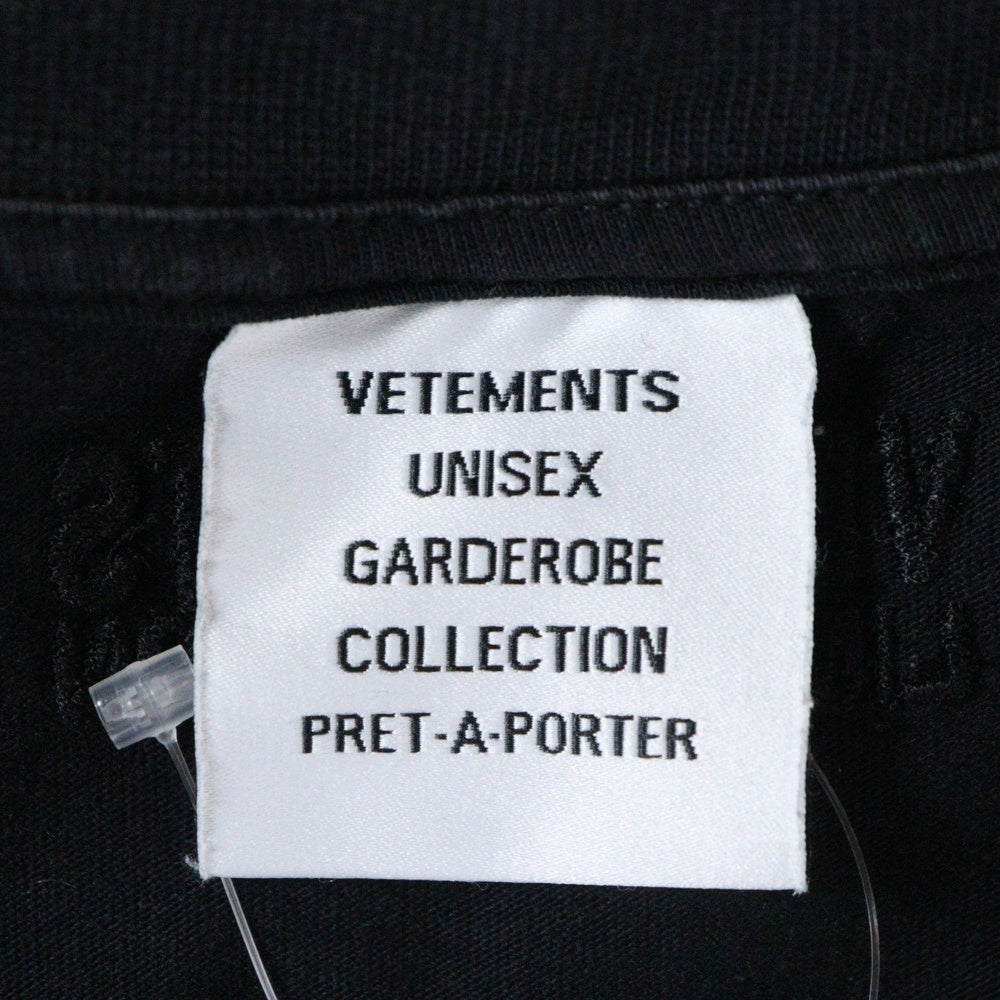 VETEMENTS
UNISEX
GARDEROBE
COLLECTION
PRET-A-PORTER